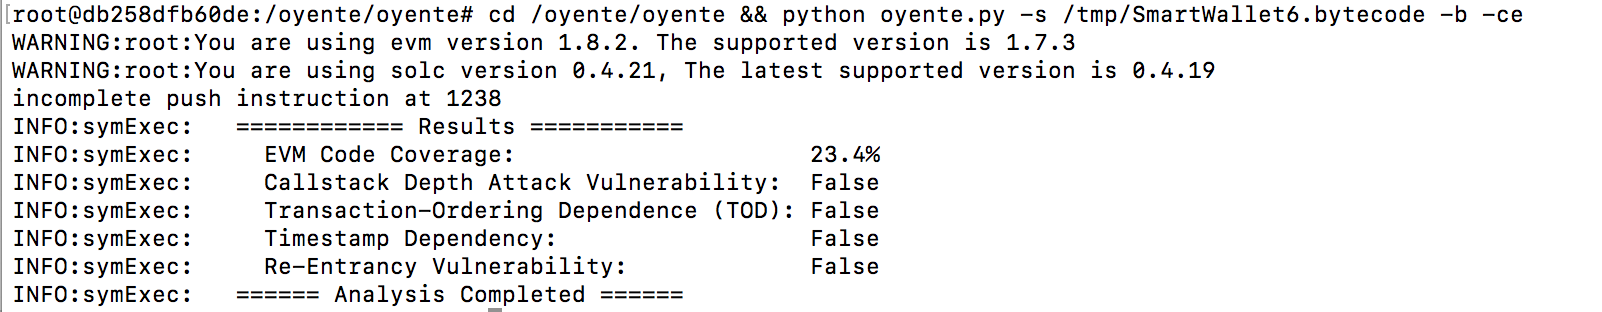 [root@db258dfb60de:/oyente/oyente# cd /oyente/oyente && python oyente.py -s /tmp/SmartWallet6.bytecode -b -ce
WARNING:root:You are using evm version 1.8.2. The supported version is 1.7.3
WARNING:root:You are using solc version 0.4.21, The latest supported version is 0.4.19
incomplete push instruction at 1238
INFO:symExec:   ============ Results ===========
INFO:symExec:     EVM Code Coverage:                     23.4%
INFO:symExec:     Callstack Depth Attack Vulnerability:  False
INFO:symExec:     Transaction-Ordering Dependence (TOD): False
INFO:symExec:     Timestamp Dependency:                  False
INFO:symExec:     Re-Entrancy Vulnerability:             False
INFO:symExec:   ====== Analysis Completed ======